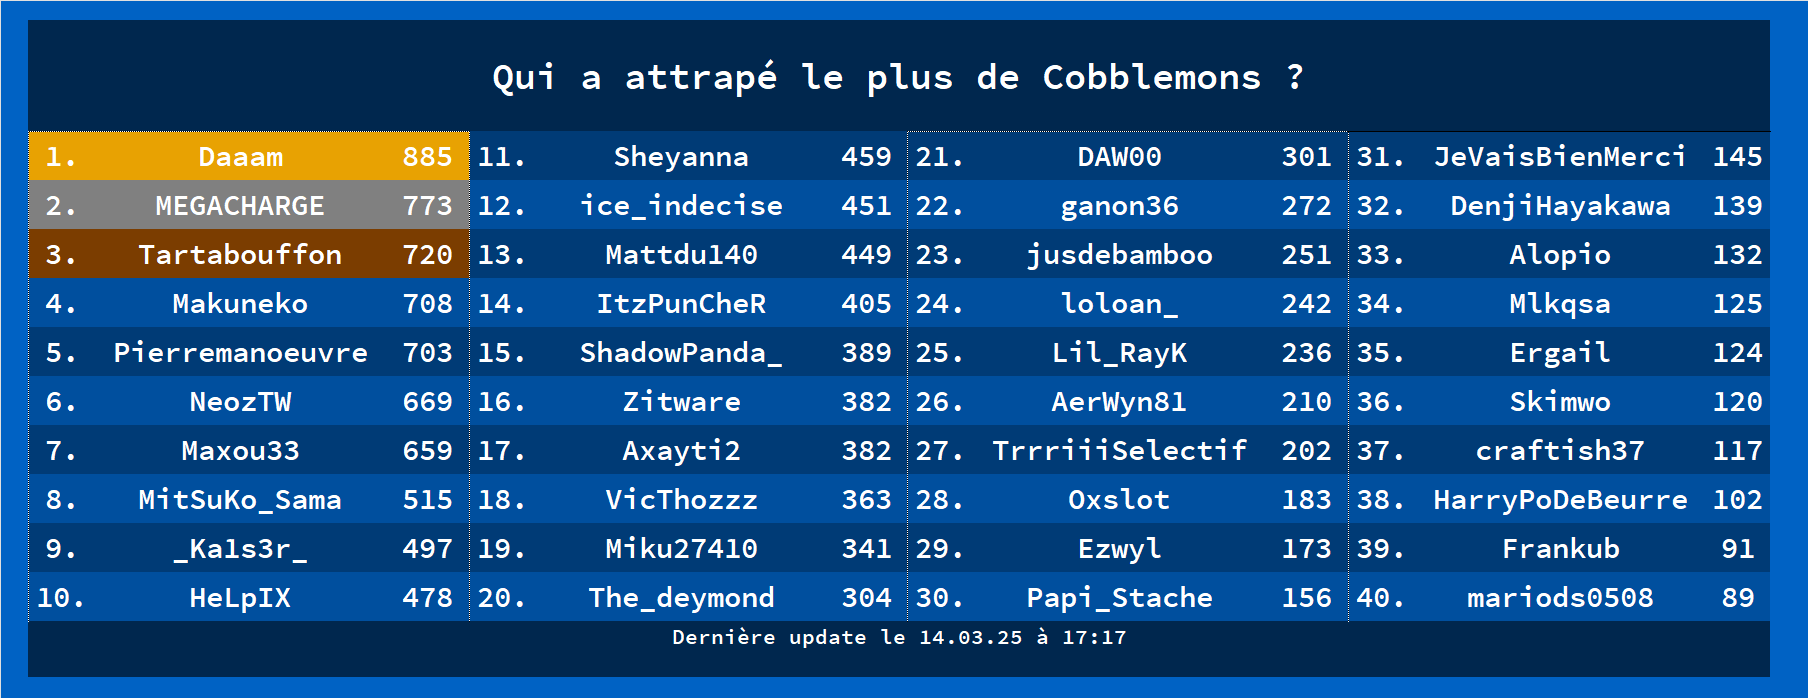 Qui a attrapé le plus de Cobblemons ?
1. Daaam 885 11. Sheyanna 459 21. DAW00 301 31. JeVaisBienMerci 145
2. MEGACHARGE 773 12. ice_indecise 451 22. ganon36 272 32. DenjiHayakawa 139
3. Tartabouffon 720 13. Mattdu140 449 23. jusdebamboo 251 33. Alopio 132
4. Makuneko 708 14. ItzPunCheR 405 24. loloan_ 242 34. Mlkqsa 125
5. Pierremanoeuvre 703 15. ShadowPanda_ 389 25. Lil_RayK 236 35. Ergail 124
6. NeozTW 669 16. Zitware 382 26. AerWyn81 210 36. Skimwo 120
7. Maxou33 659 17. Axayti2 382 27. TrrriiiSelectif 202 37. craftish37 117
8. MitSuKo_Sama 515 18. VicThozzz 363 28. Oxslot 183 38. HarryPoDeBeurre 102
9. _Ka1s3r_ 497 19. Miku27410 341 29. Ezwyl 173 39. Frankub 91
10. HeLpIX 478 20. The_deymond 304 30. Papi_Stache 156 40. mariods0508 89
Dernière update le 14.03.25 à 17:17